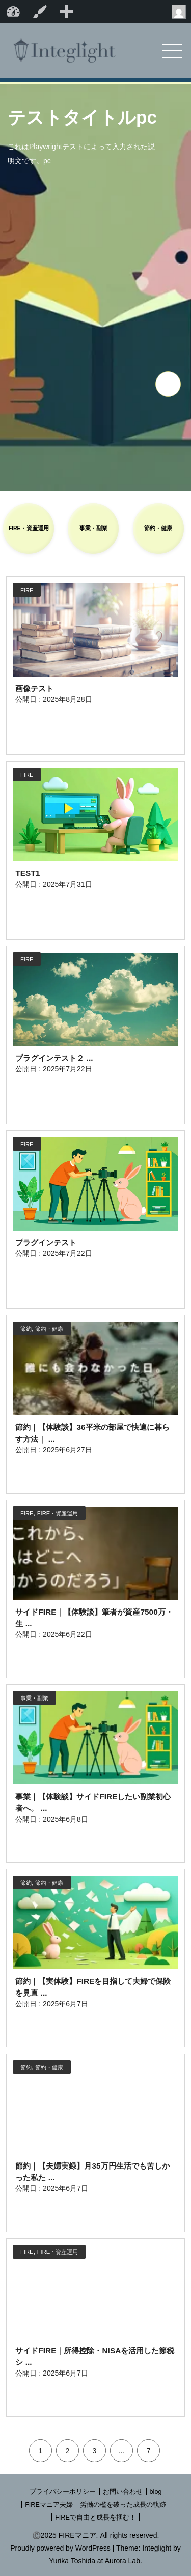 Integlight
テストタイトルpc
これはPlaywrightテストによって入力された説
明文です。pc
FIRE・資産運用
事業・副業
節約・健康
FIRE
画像テスト
公開日 : 2025年8月28日
FIRE
TEST1
公開日 : 2025年7月31日
FIRE
プラグインテスト２ ...
公開日 : 2025年7月22日
FIRE
プラグインテスト
公開日 : 2025年7月22日
節約, 節約・健康
誰にも会わなかった日。
節約｜【体験談】36平米の部屋で快適に暮ら
す方法｜ ...
公開日 : 2025年6月27日
FIRE, FIRE・資産運用
これから、
はどこへ
向かうのだろう」
サイドFIRE｜【体験談】筆者が資産7500万・
生 ...
公開日 : 2025年6月22日
事業・副業
事業｜【体験談】サイドFIREしたい副業初心
者へ。 ...
公開日 : 2025年6月8日
節約, 節約・健康
節約｜【実体験】FIREを目指して夫婦で保険
を見直 ...
公開日 : 2025年6月7日
節約, 節約・健康
節約｜【夫婦実録】月35万円生活でも苦しか
った私た ...
公開日 : 2025年6月7日
FIRE, FIRE・資産運用
サイドFIRE｜所得控除・NISAを活用した節税
シ ...
公開日 : 2025年6月7日
1 2 3 … 7
プライバシーポリシー｜お問い合わせ｜blog
｜FIREマニア夫婦 – 労働の檻を破った成長の軌跡
｜FIREで自由と成長を掴む！｜
Ⓒ2025 FIREマニア. All rights reserved.
Proudly powered by WordPress | Theme: Integlight by
Yurika Toshida at Aurora Lab.